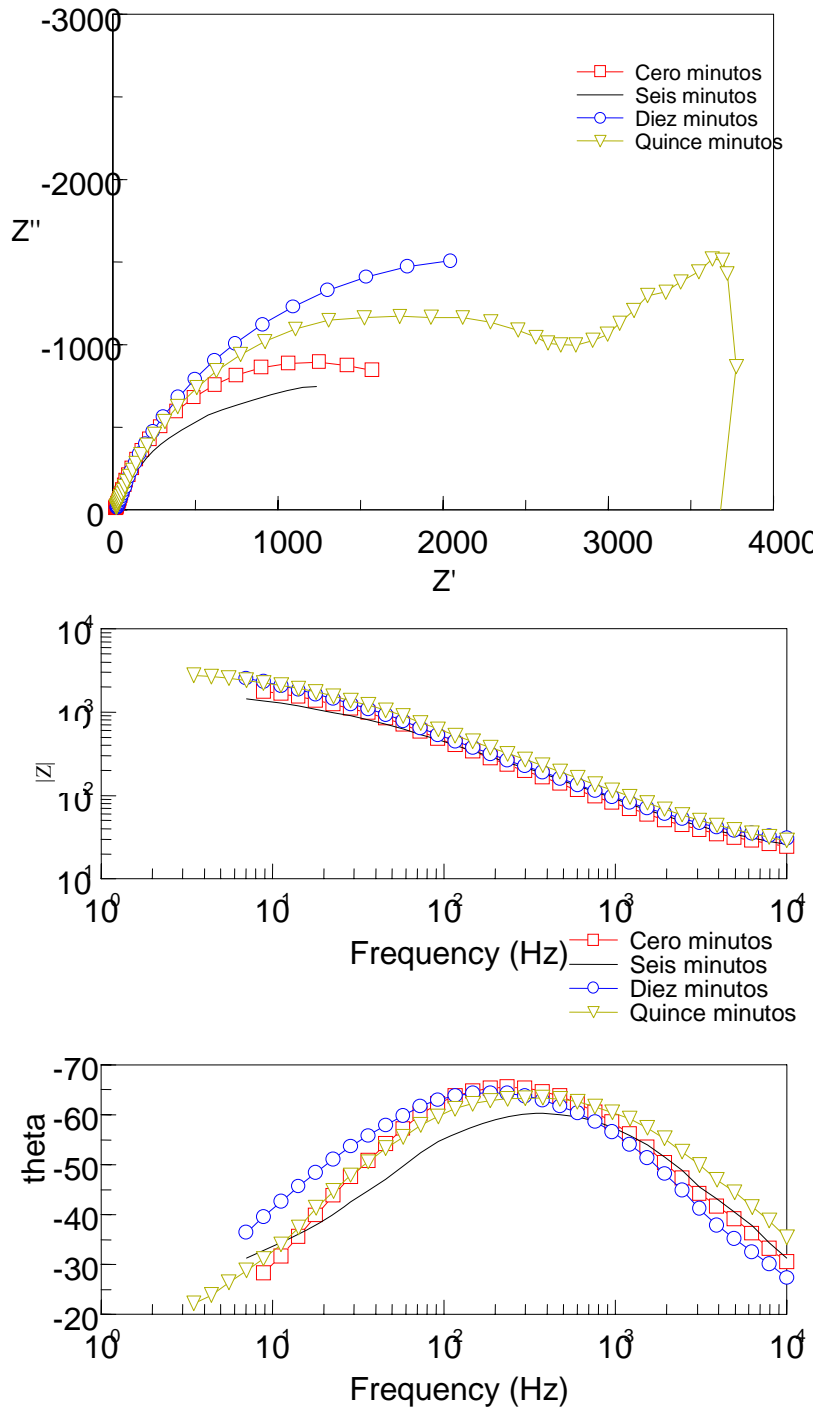 -3000
Cero minutos
Seis minutos
Diez minutos
Quince minutos
-2000
Z''
-1000
0
0 1000 2000 3000 4000
Z'
10^4
10^3
|Z|
10^2
10^1
10^0 10^1 10^2 10^3 10^4
Frequency (Hz)
Cero minutos
Seis minutos
Diez minutos
Quince minutos
-70
-60
theta
-50
-40
-30
-20
10^0 10^1 10^2 10^3 10^4
Frequency (Hz)